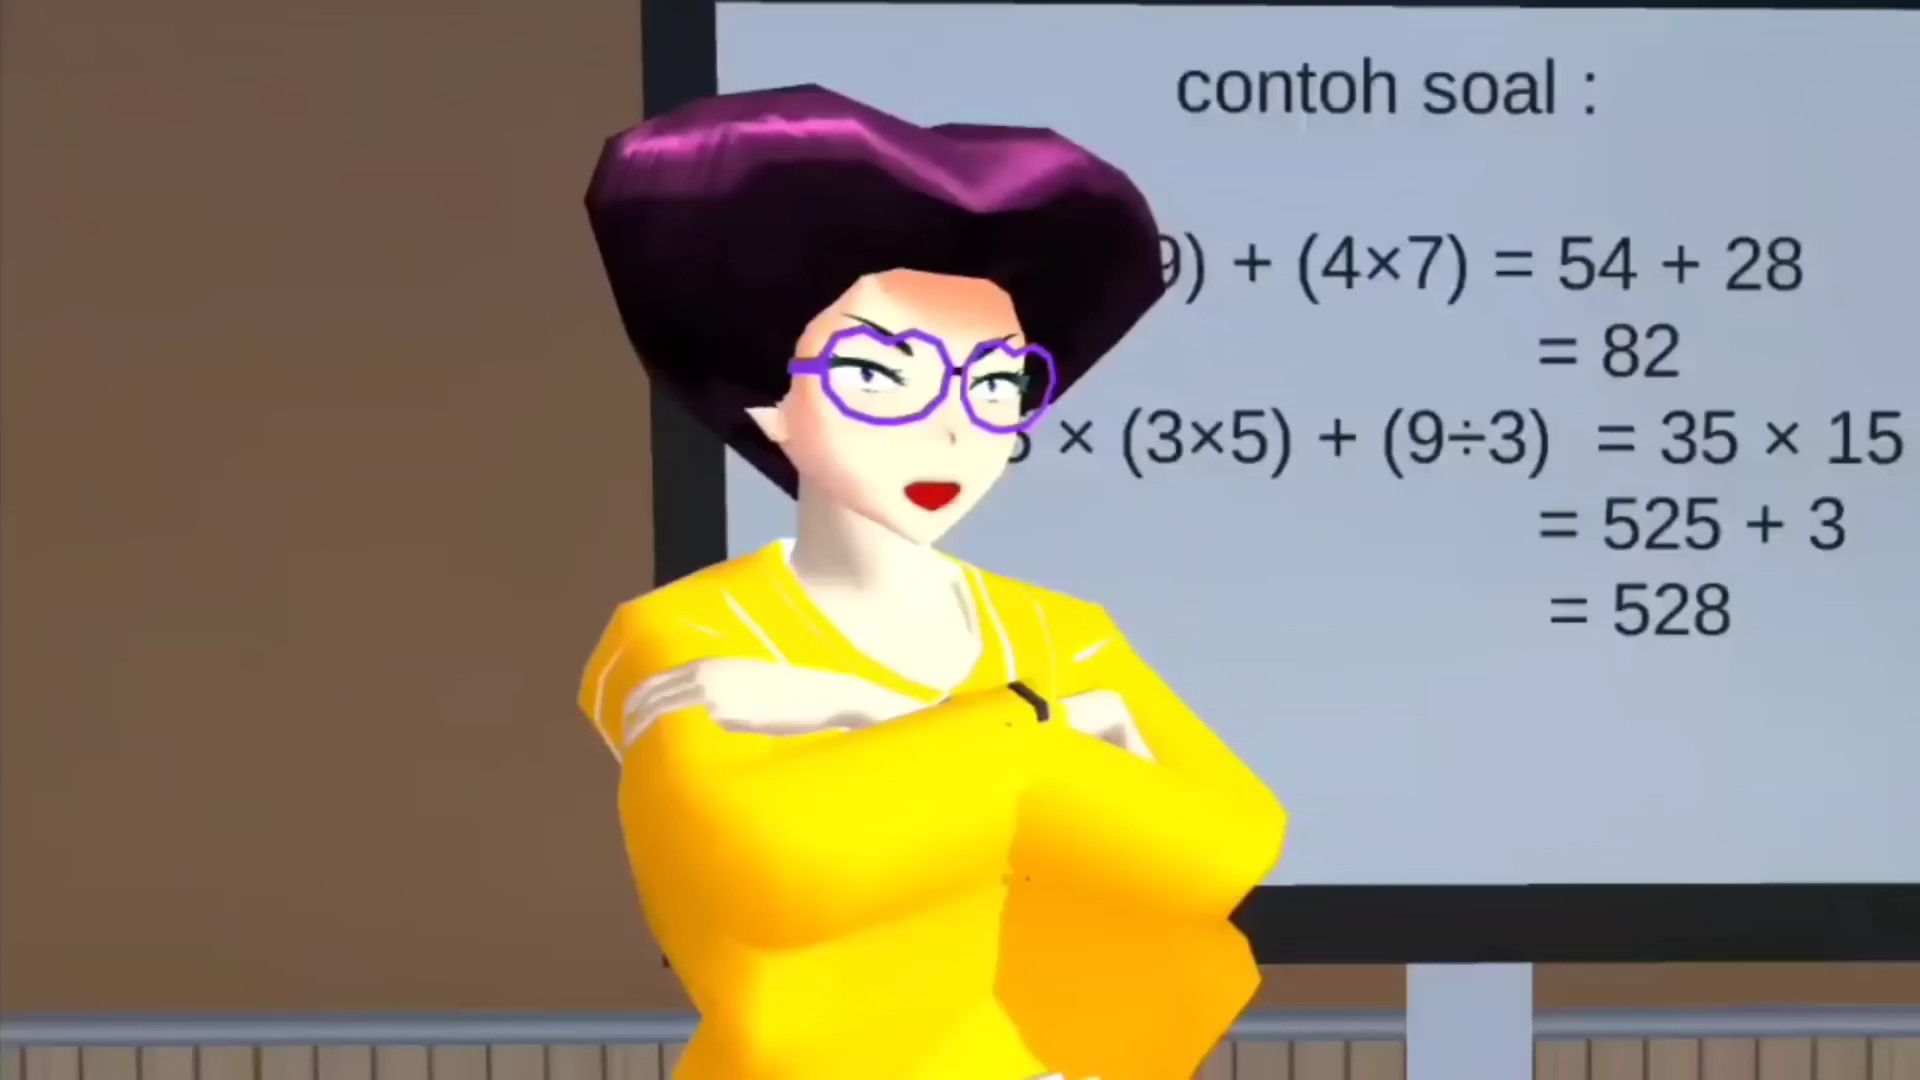 contoh soal :
9) + (4×7) = 54 + 28
= 82
× (3×5) + (9÷3) = 35 × 15
= 525 + 3
= 528